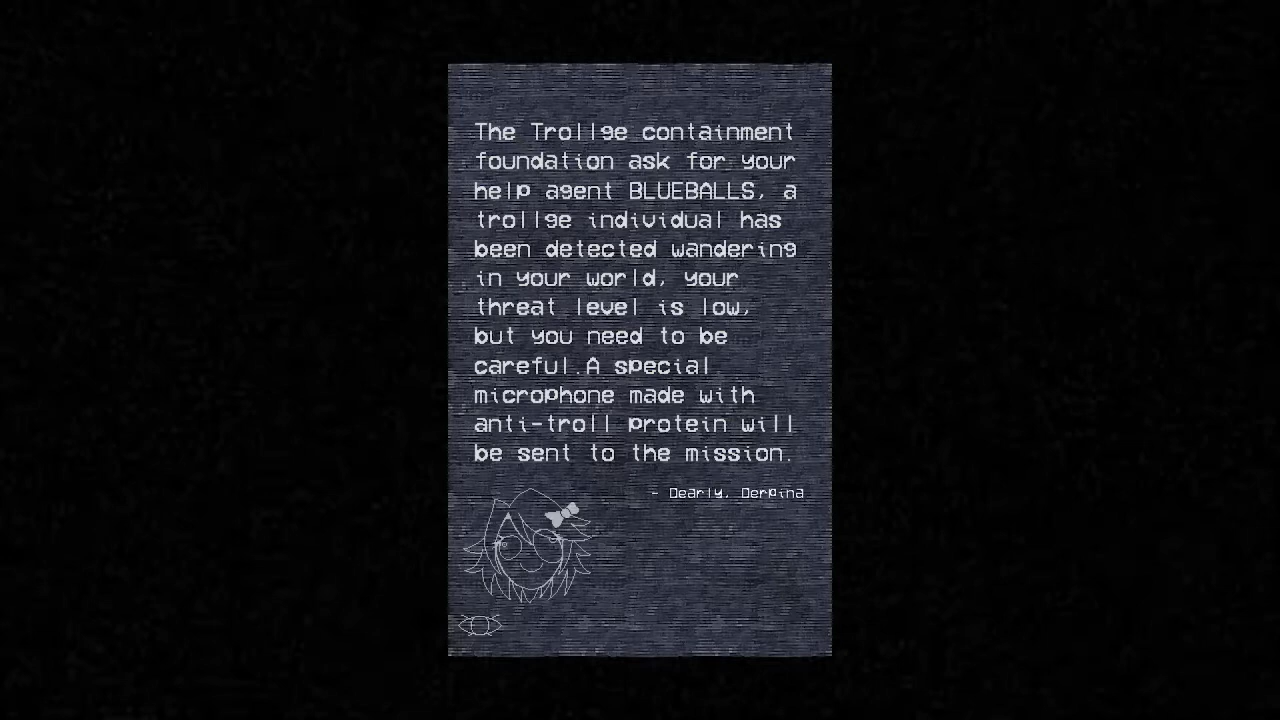 The Trollge containment
foundation ask for your
help agent BLUEBALLS, a
trollge individual has
been detected wandering
in your world, your
threat level is low,
but you need to be
careful.A special
microphone made with
anti-troll protein will
be sent to the mission.
- Dearly, Derpina